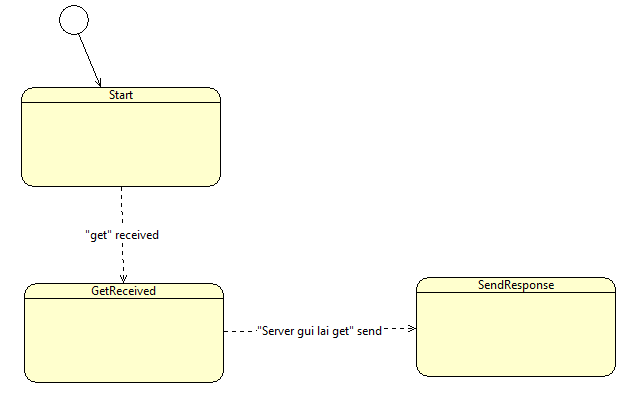 Start
"get" received
GetReceived
"Server gui lai get" send
SendResponse